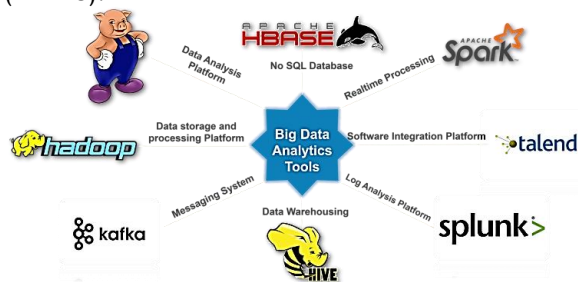 APACHE
HBASE
APACHE
Spark
Data Analysis
Platform
No SQL Database
Realtime Processing
hadoop
Data storage and
processing Platform
Big Data
Analytics
Tools
Software Integration Platform
talend
Messaging System
Log Analysis Platform
kafka
Data Warehousing
splunk>
HIVE